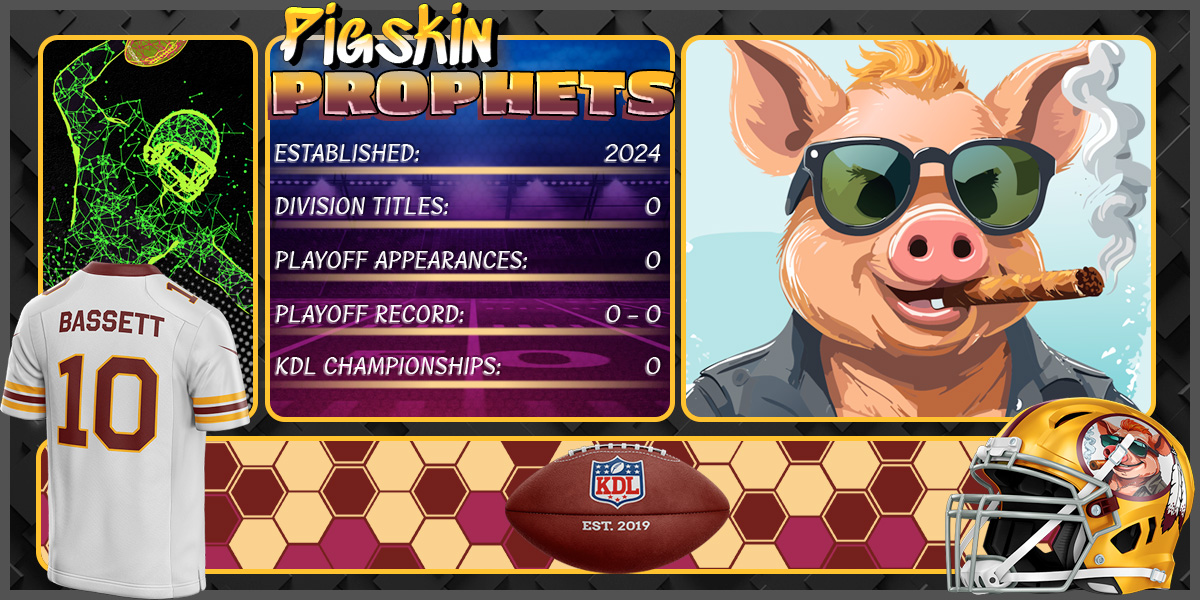 PIGSKIN
PROPHETS
ESTABLISHED: 2024
DIVISION TITLES: 0
PLAYOFF APPEARANCES: 0
PLAYOFF RECORD: 0 - 0
KDL CHAMPIONSHIPS: 0
BASSETT
10
KDL
EST. 2019